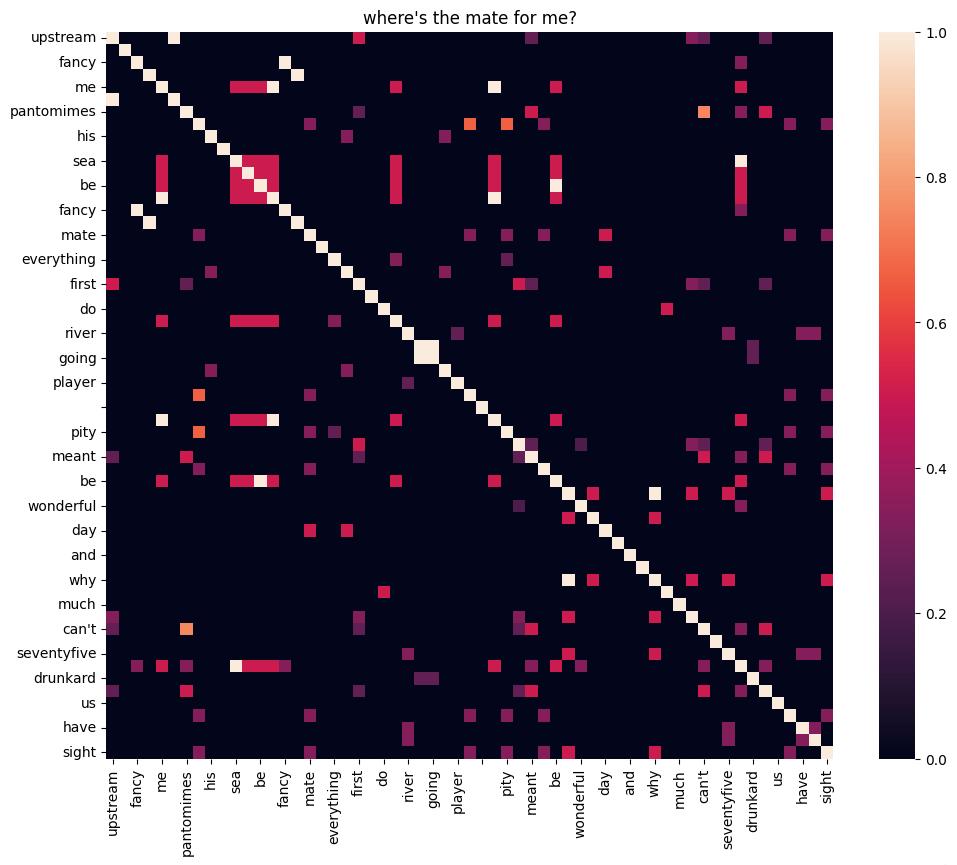 where's the mate for me?
upstream
fancy
me
pantomimes
his
sea
be
fancy
mate
everything
first
do
river
going
player
pity
meant
be
wonderful
day
and
why
much
can't
seventyfive
drunkard
us
have
sight
1.0
0.8
0.6
0.4
0.2
0.0
upstream
fancy
me
pantomimes
his
sea
be
fancy
mate
everything
first
do
river
going
player
pity
meant
be
wonderful
day
and
why
much
can't
seventyfive
drunkard
us
have
sight